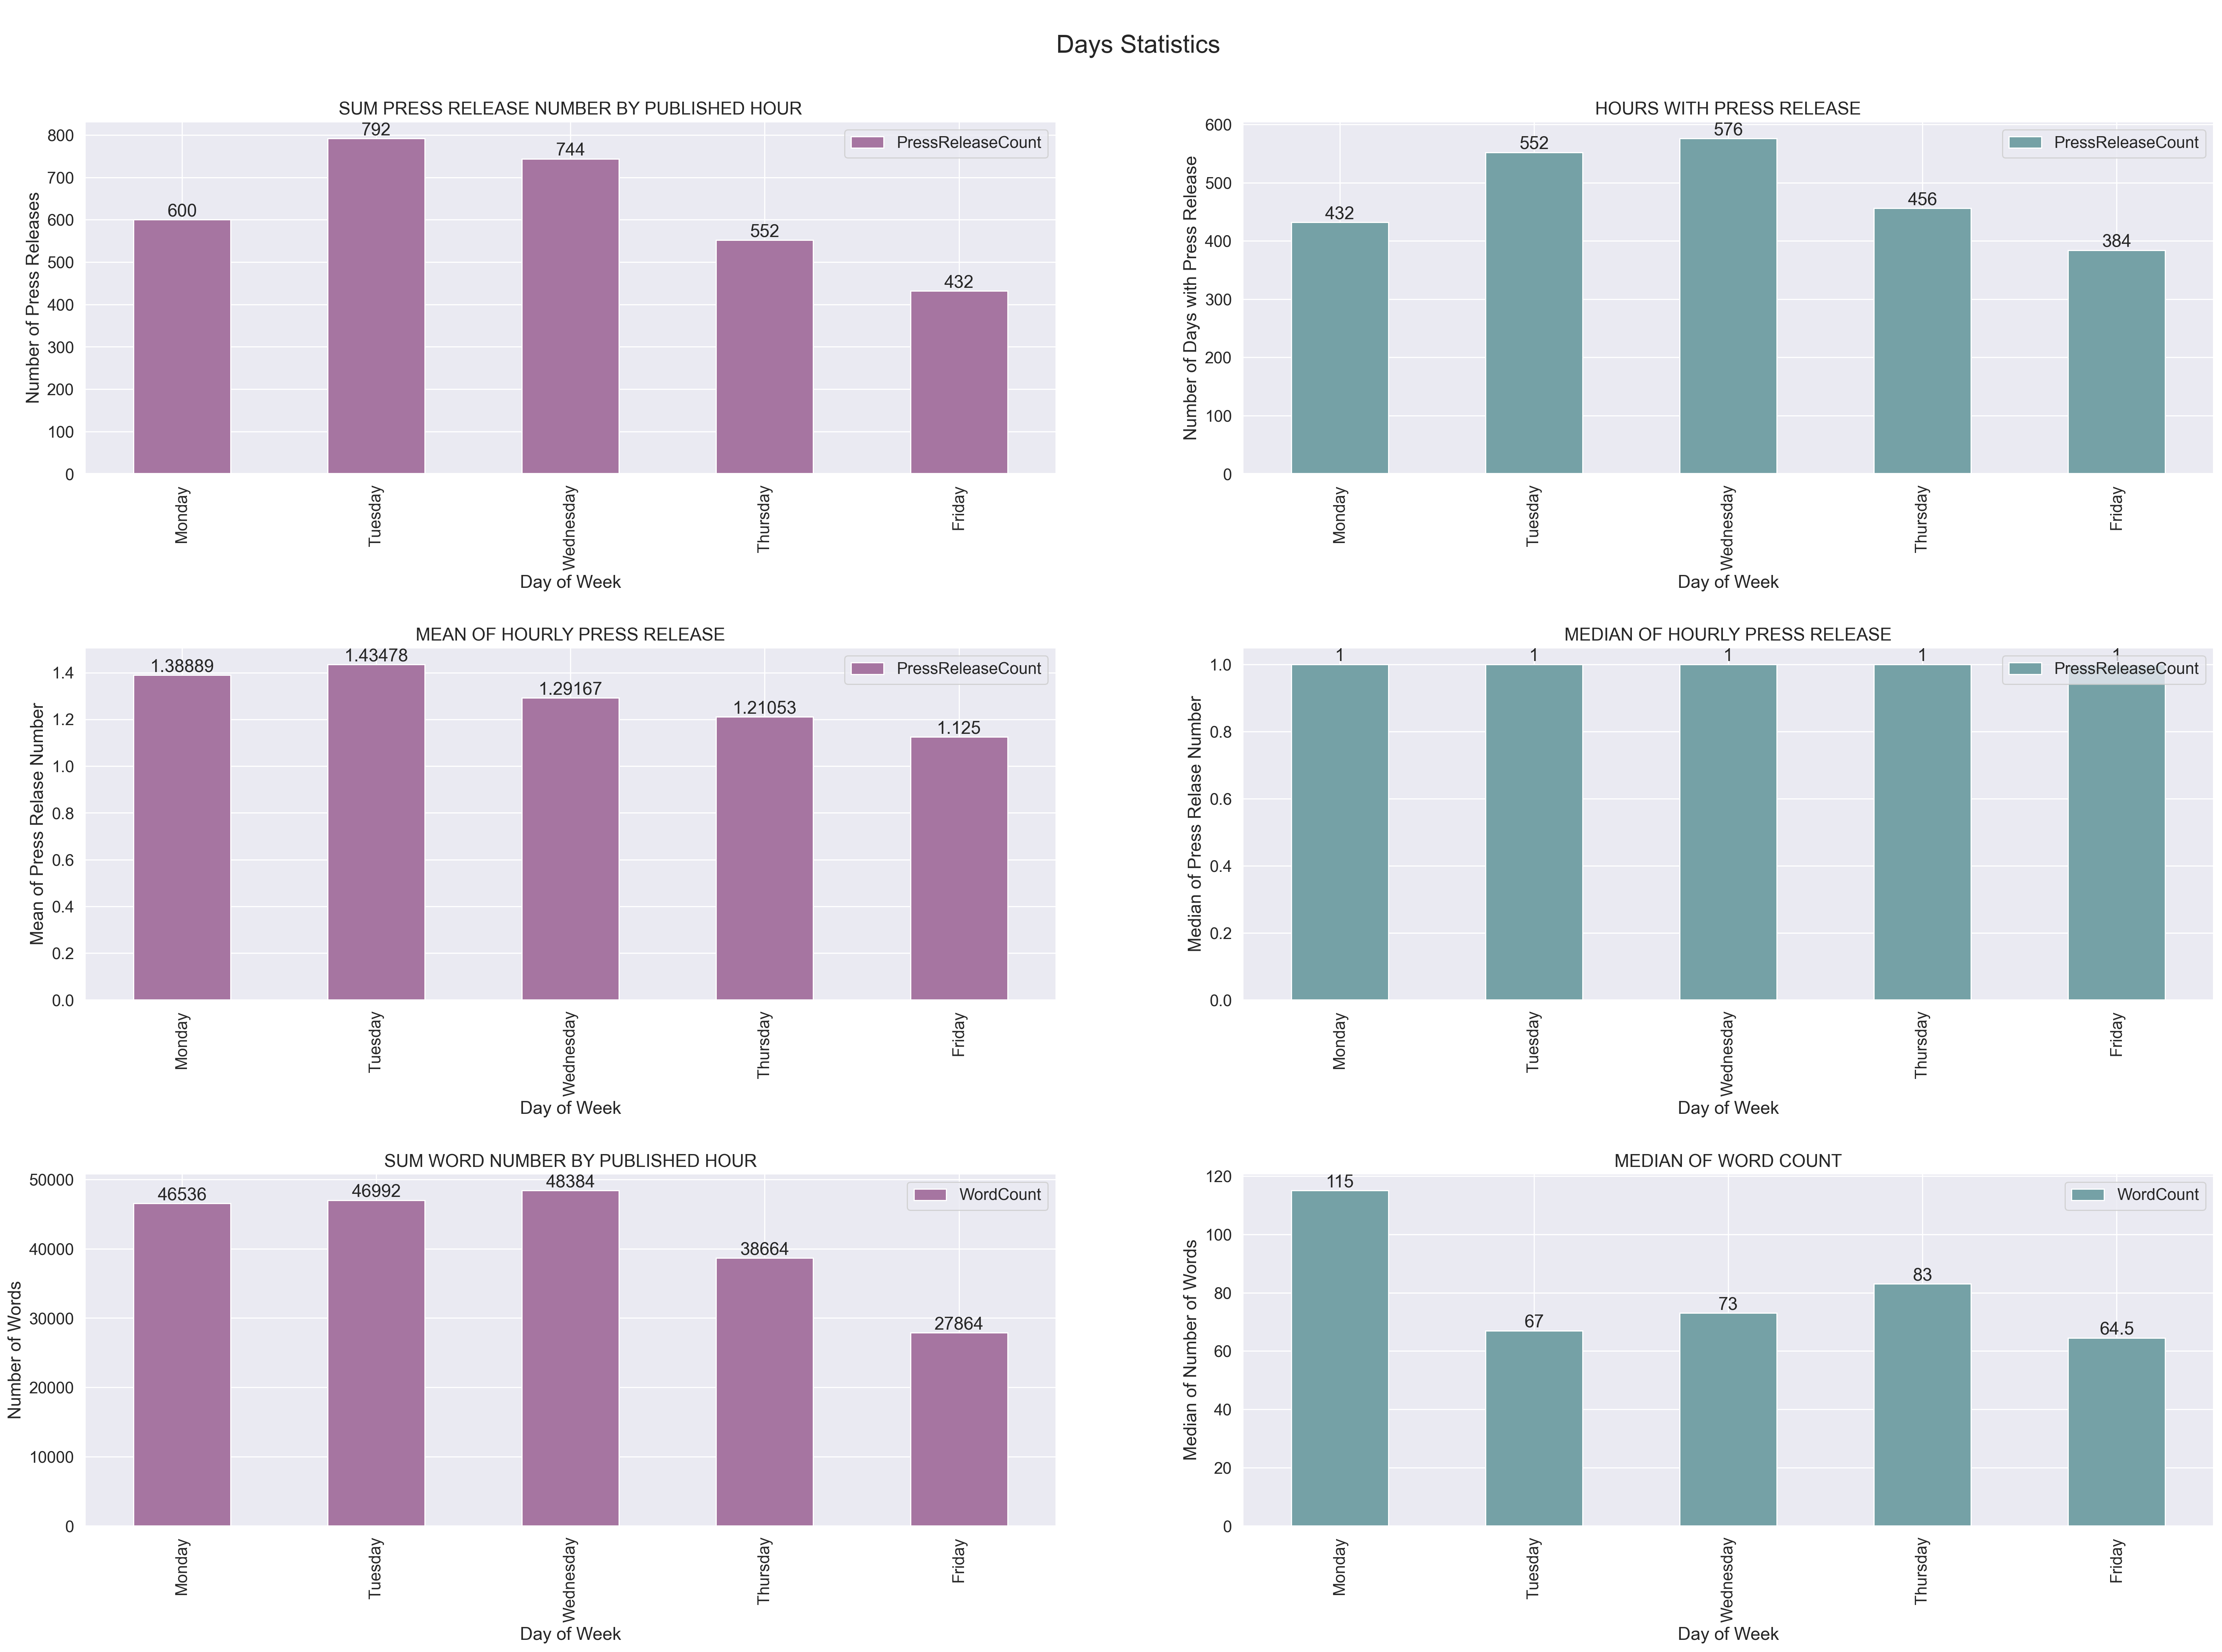 Days Statistics
SUM PRESS RELEASE NUMBER BY PUBLISHED HOUR
PressReleaseCount
Number of Press Releases
800
700
600
500
400
300
200
100
0
600
792
744
552
432
Monday
Tuesday
Wednesday
Thursday
Friday
Day of Week
HOURS WITH PRESS RELEASE
PressReleaseCount
Number of Days with Press Release
600
500
400
300
200
100
0
432
552
576
456
384
Monday
Tuesday
Wednesday
Thursday
Friday
Day of Week
MEAN OF HOURLY PRESS RELEASE
PressReleaseCount
Mean of Press Relase Number
1.4
1.2
1.0
0.8
0.6
0.4
0.2
0.0
1.38889
1.43478
1.29167
1.21053
1.125
Monday
Tuesday
Wednesday
Thursday
Friday
Day of Week
MEDIAN OF HOURLY PRESS RELEASE
PressReleaseCount
Median of Press Relase Number
1.0
0.8
0.6
0.4
0.2
0.0
1
1
1
1
1
Monday
Tuesday
Wednesday
Thursday
Friday
Day of Week
SUM WORD NUMBER BY PUBLISHED HOUR
WordCount
Number of Words
50000
40000
30000
20000
10000
0
46536
46992
48384
38664
27864
Monday
Tuesday
Wednesday
Thursday
Friday
Day of Week
MEDIAN OF WORD COUNT
WordCount
Median of Number of Words
120
100
80
60
40
20
0
115
67
73
83
64.5
Monday
Tuesday
Wednesday
Thursday
Friday
Day of Week